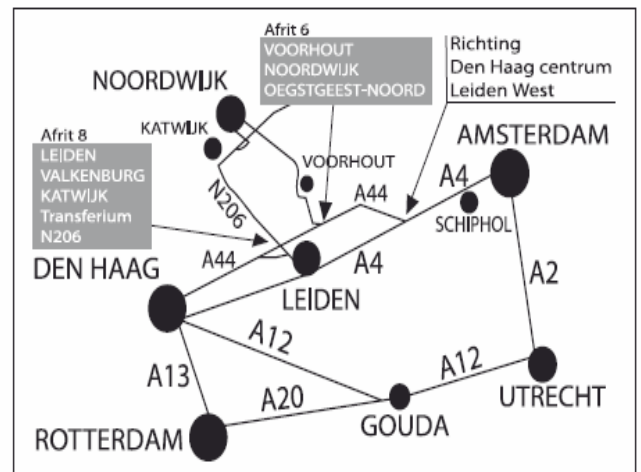 Afrit 6
VOORHOUT
NOORDWIJK
OEGSTGEEST-NOORD
Richting
Den Haag centrum
Leiden West
NOORDWIJK
KATWIJK
AMSTERDAM
Afrit 8
LEIDEN
VALKENBURG
KATWIJK
Transferium
N206
VOORHOUT
N206
A44
A4
SCHIPHOL
A44
A4
DEN HAAG
LEIDEN
A2
A12
A13
A12
A20
UTRECHT
GOUDA
ROTTERDAM